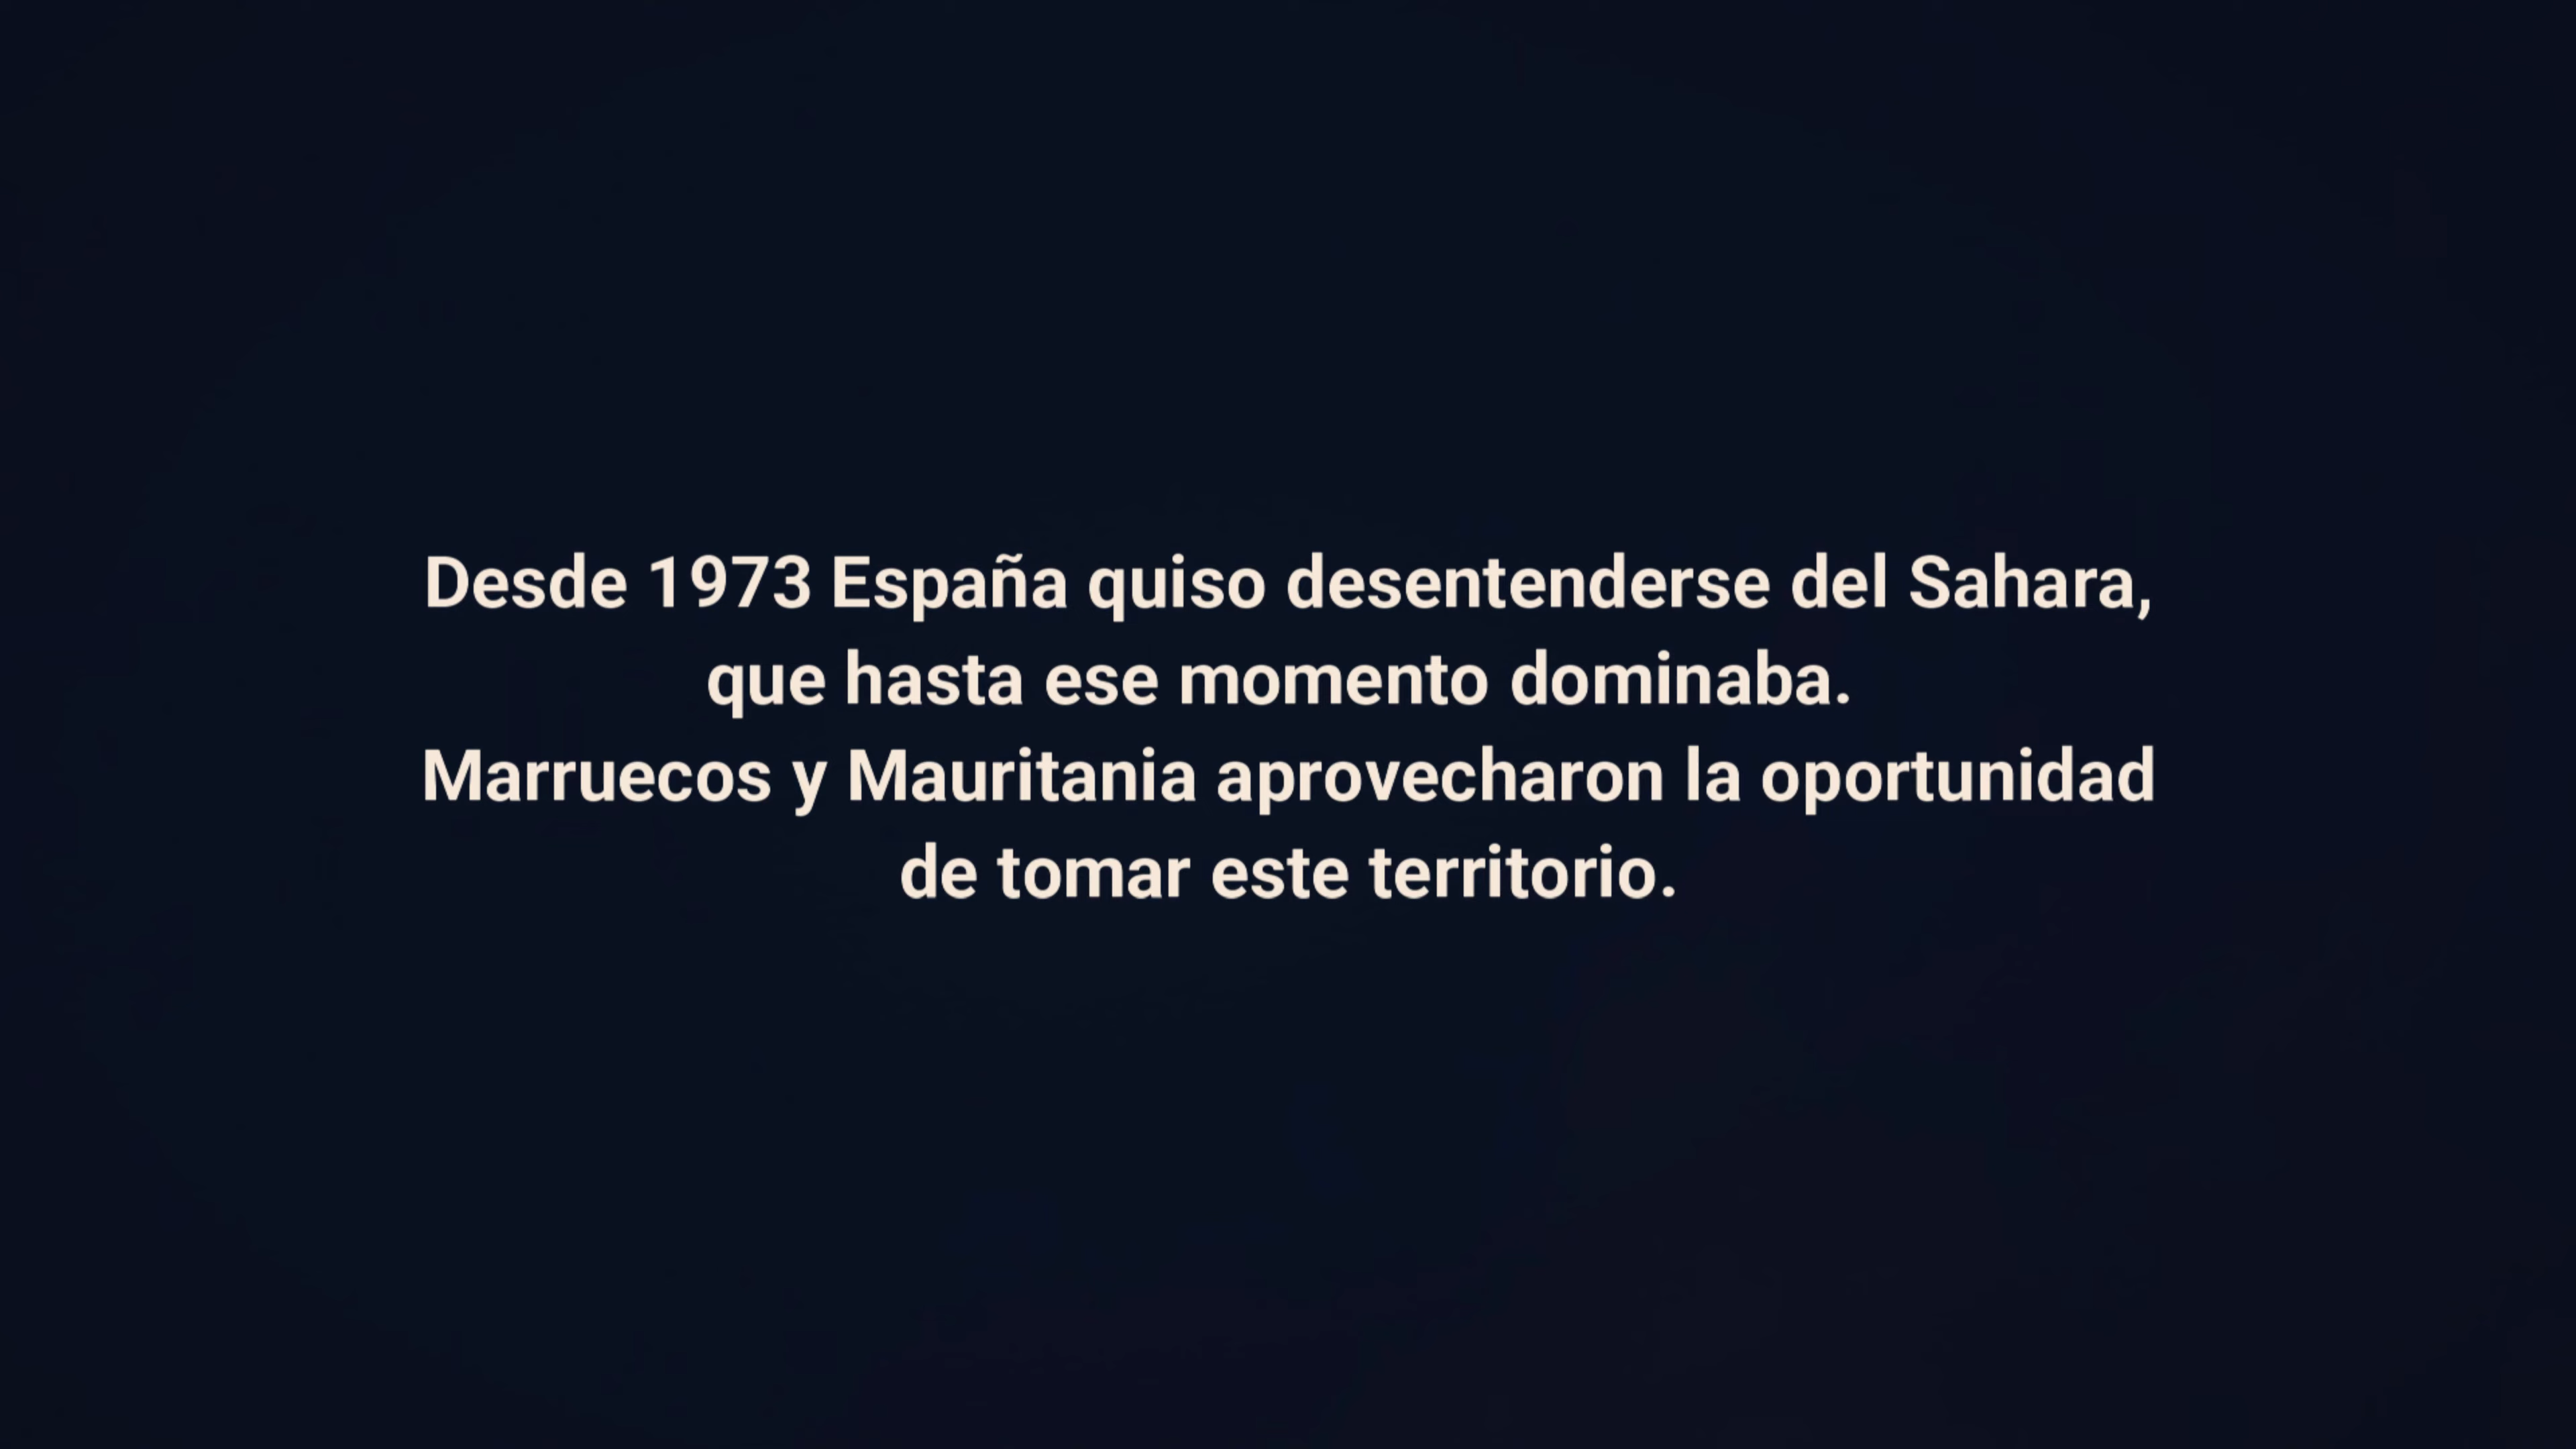 Desde 1973 España quiso desentenderse del Sahara,
que hasta ese momento dominaba.
Marruecos y Mauritania aprovecharon la oportunidad
de tomar este territorio.